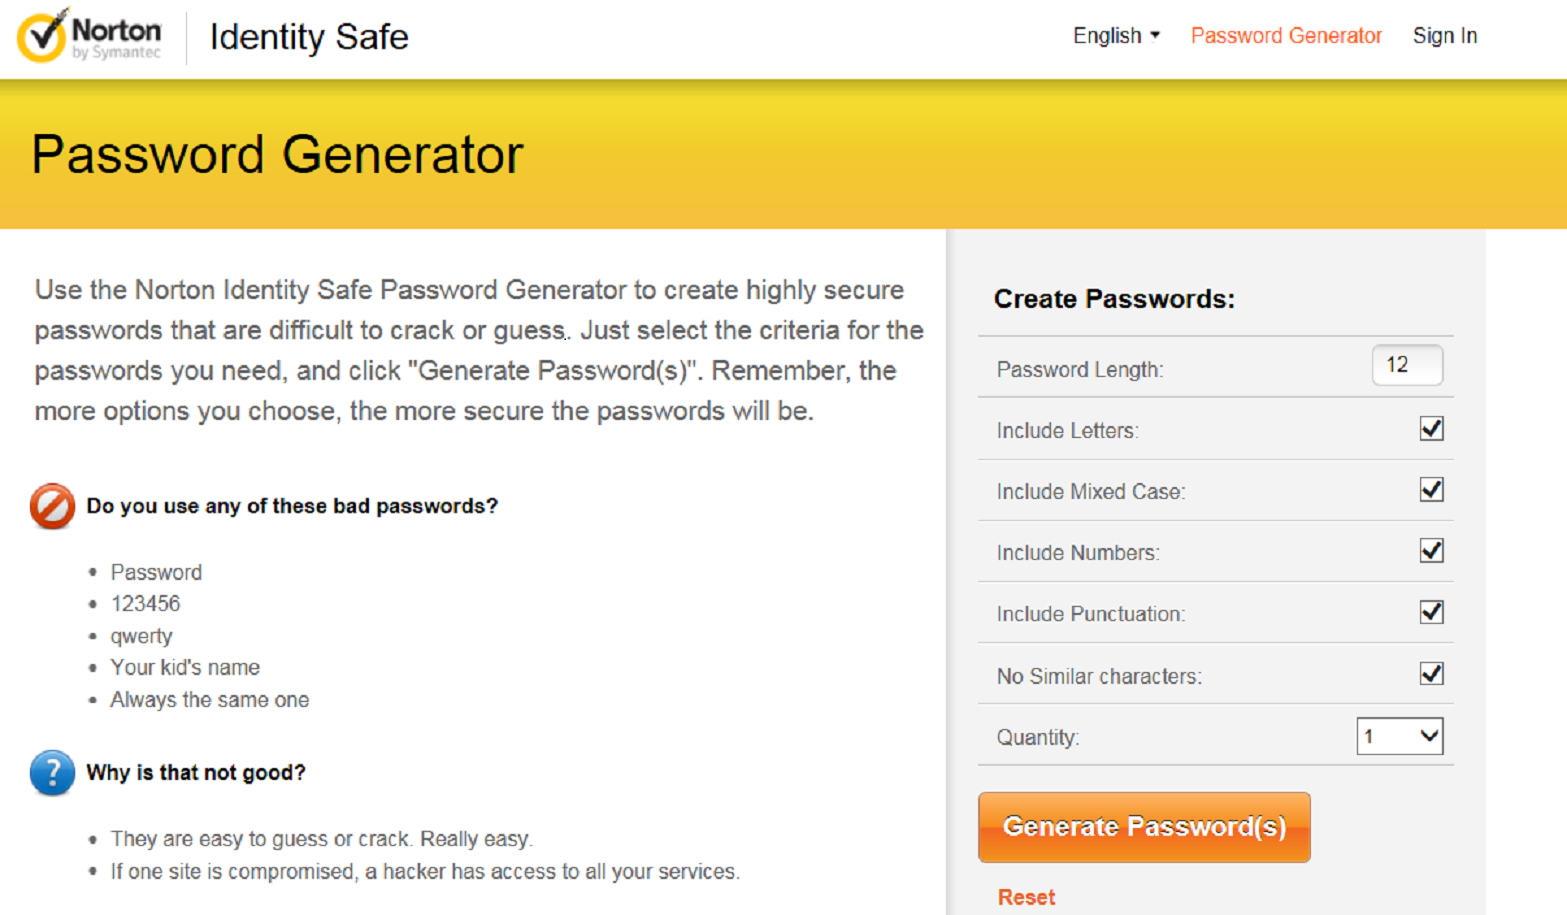 Norton
by Symantec
Identity Safe
English
Password Generator
Sign In
Password Generator
Use the Norton Identity Safe Password Generator to create highly secure
passwords that are difficult to crack or guess.. Just select the criteria for the
passwords you need, and click "Generate Password(s)". Remember, the
more options you choose, the more secure the passwords will be.
Do you use any of these bad passwords?
• Password
• 123456
• qwerty
• Your kid's name
• Always the same one
? Why is that not good?
• They are easy to guess or crack. Really easy.
• If one site is compromised, a hacker has access to all your services.
Create Passwords:
Password Length: 12
Include Letters:
Include Mixed Case:
Include Numbers:
Include Punctuation:
No Similar characters:
Quantity: 1
Generate Password(s)
Reset